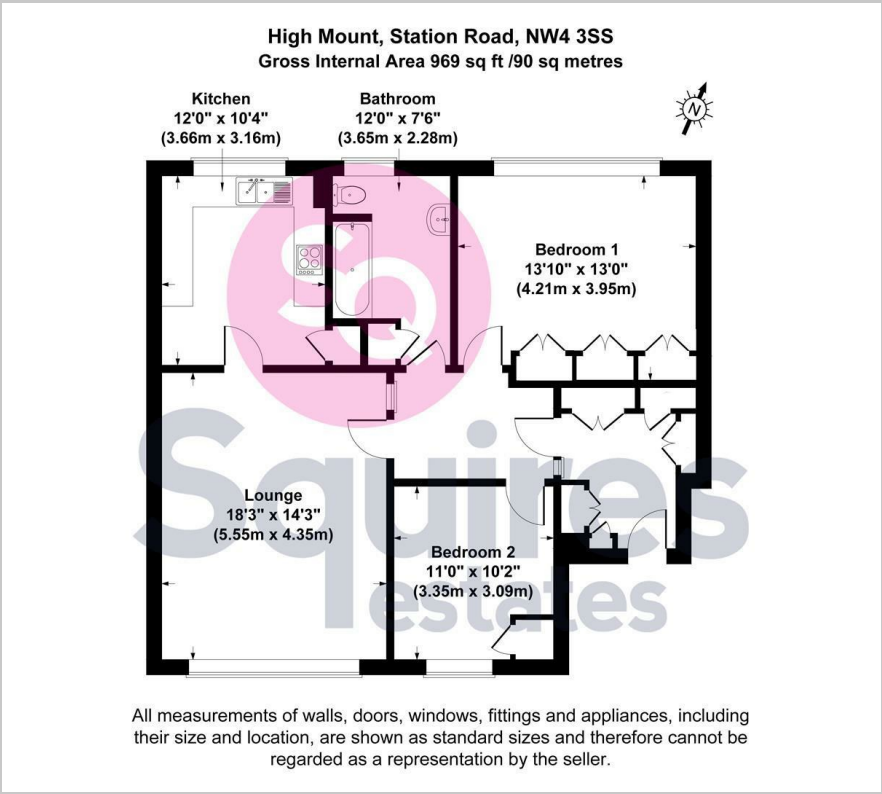 High Mount, Station Road, NW4 3SS
Gross Internal Area 969 sq ft /90 sq metres
Kitchen
12'0" x 10'4"
(3.66m x 3.16m)
Bathroom
12'0" x 7'6"
(3.65m x 2.28m)
N
Bedroom 1
13'10" x 13'0"
(4.21m x 3.95m)
SQ
Squires
estates
Lounge
18'3" x 14'3"
(5.55m x 4.35m)
Bedroom 2
11'0" x 10'2"
(3.35m x 3.09m)
All measurements of walls, doors, windows, fittings and appliances, including
their size and location, are shown as standard sizes and therefore cannot be
regarded as a representation by the seller.